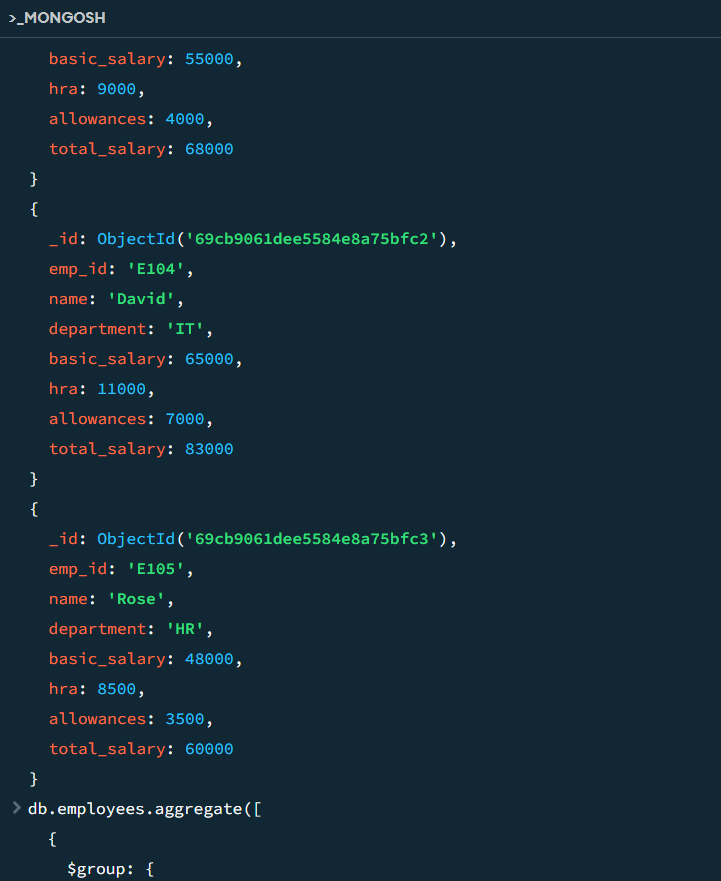 >_MONGOSH
basic_salary: 55000,
hra: 9000,
allowances: 4000,
total_salary: 68000
}
{
_id: ObjectId('69cb9061dee5584e8a75bfc2'),
emp_id: 'E104',
name: 'David',
department: 'IT',
basic_salary: 65000,
hra: 11000,
allowances: 7000,
total_salary: 83000
}
{
_id: ObjectId('69cb9061dee5584e8a75bfc3'),
emp_id: 'E105',
name: 'Rose',
department: 'HR',
basic_salary: 48000,
hra: 8500,
allowances: 3500,
total_salary: 60000
}
> db.employees.aggregate([
{
$group: {